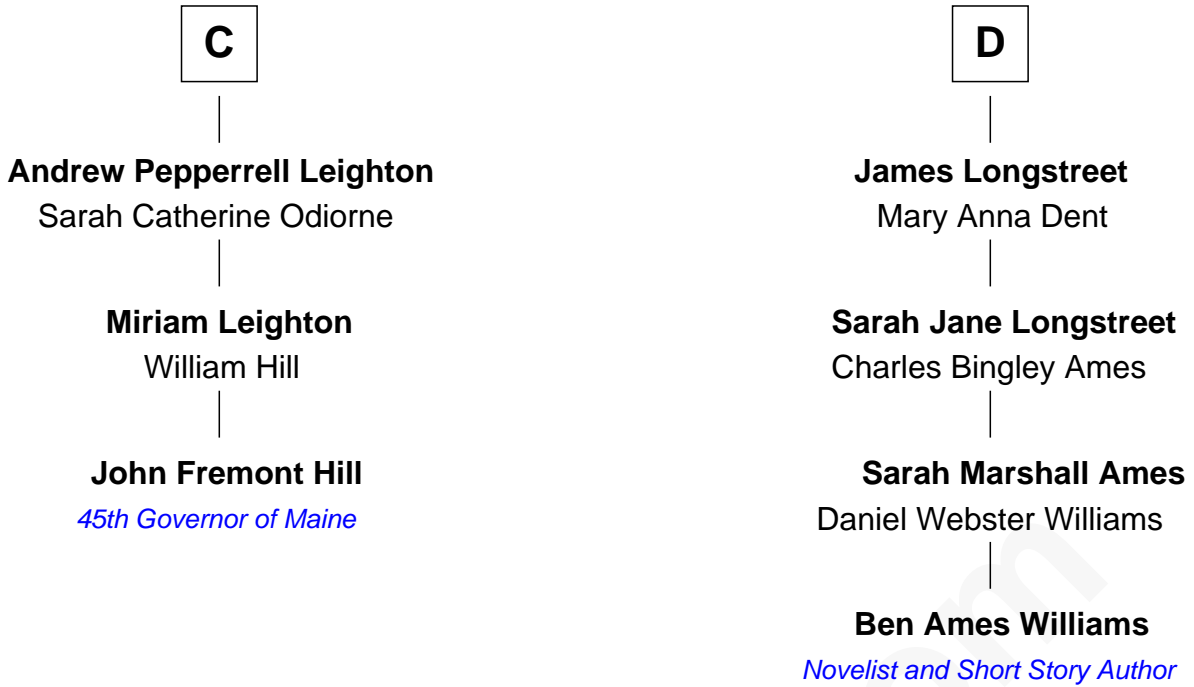 C
Andrew Pepperrell Leighton
Sarah Catherine Odiorne
Miriam Leighton
William Hill
John Fremont Hill
45th Governor of Maine
D
James Longstreet
Mary Anna Dent
Sarah Jane Longstreet
Charles Bingley Ames
Sarah Marshall Ames
Daniel Webster Williams
Ben Ames Williams
Novelist and Short Story Author